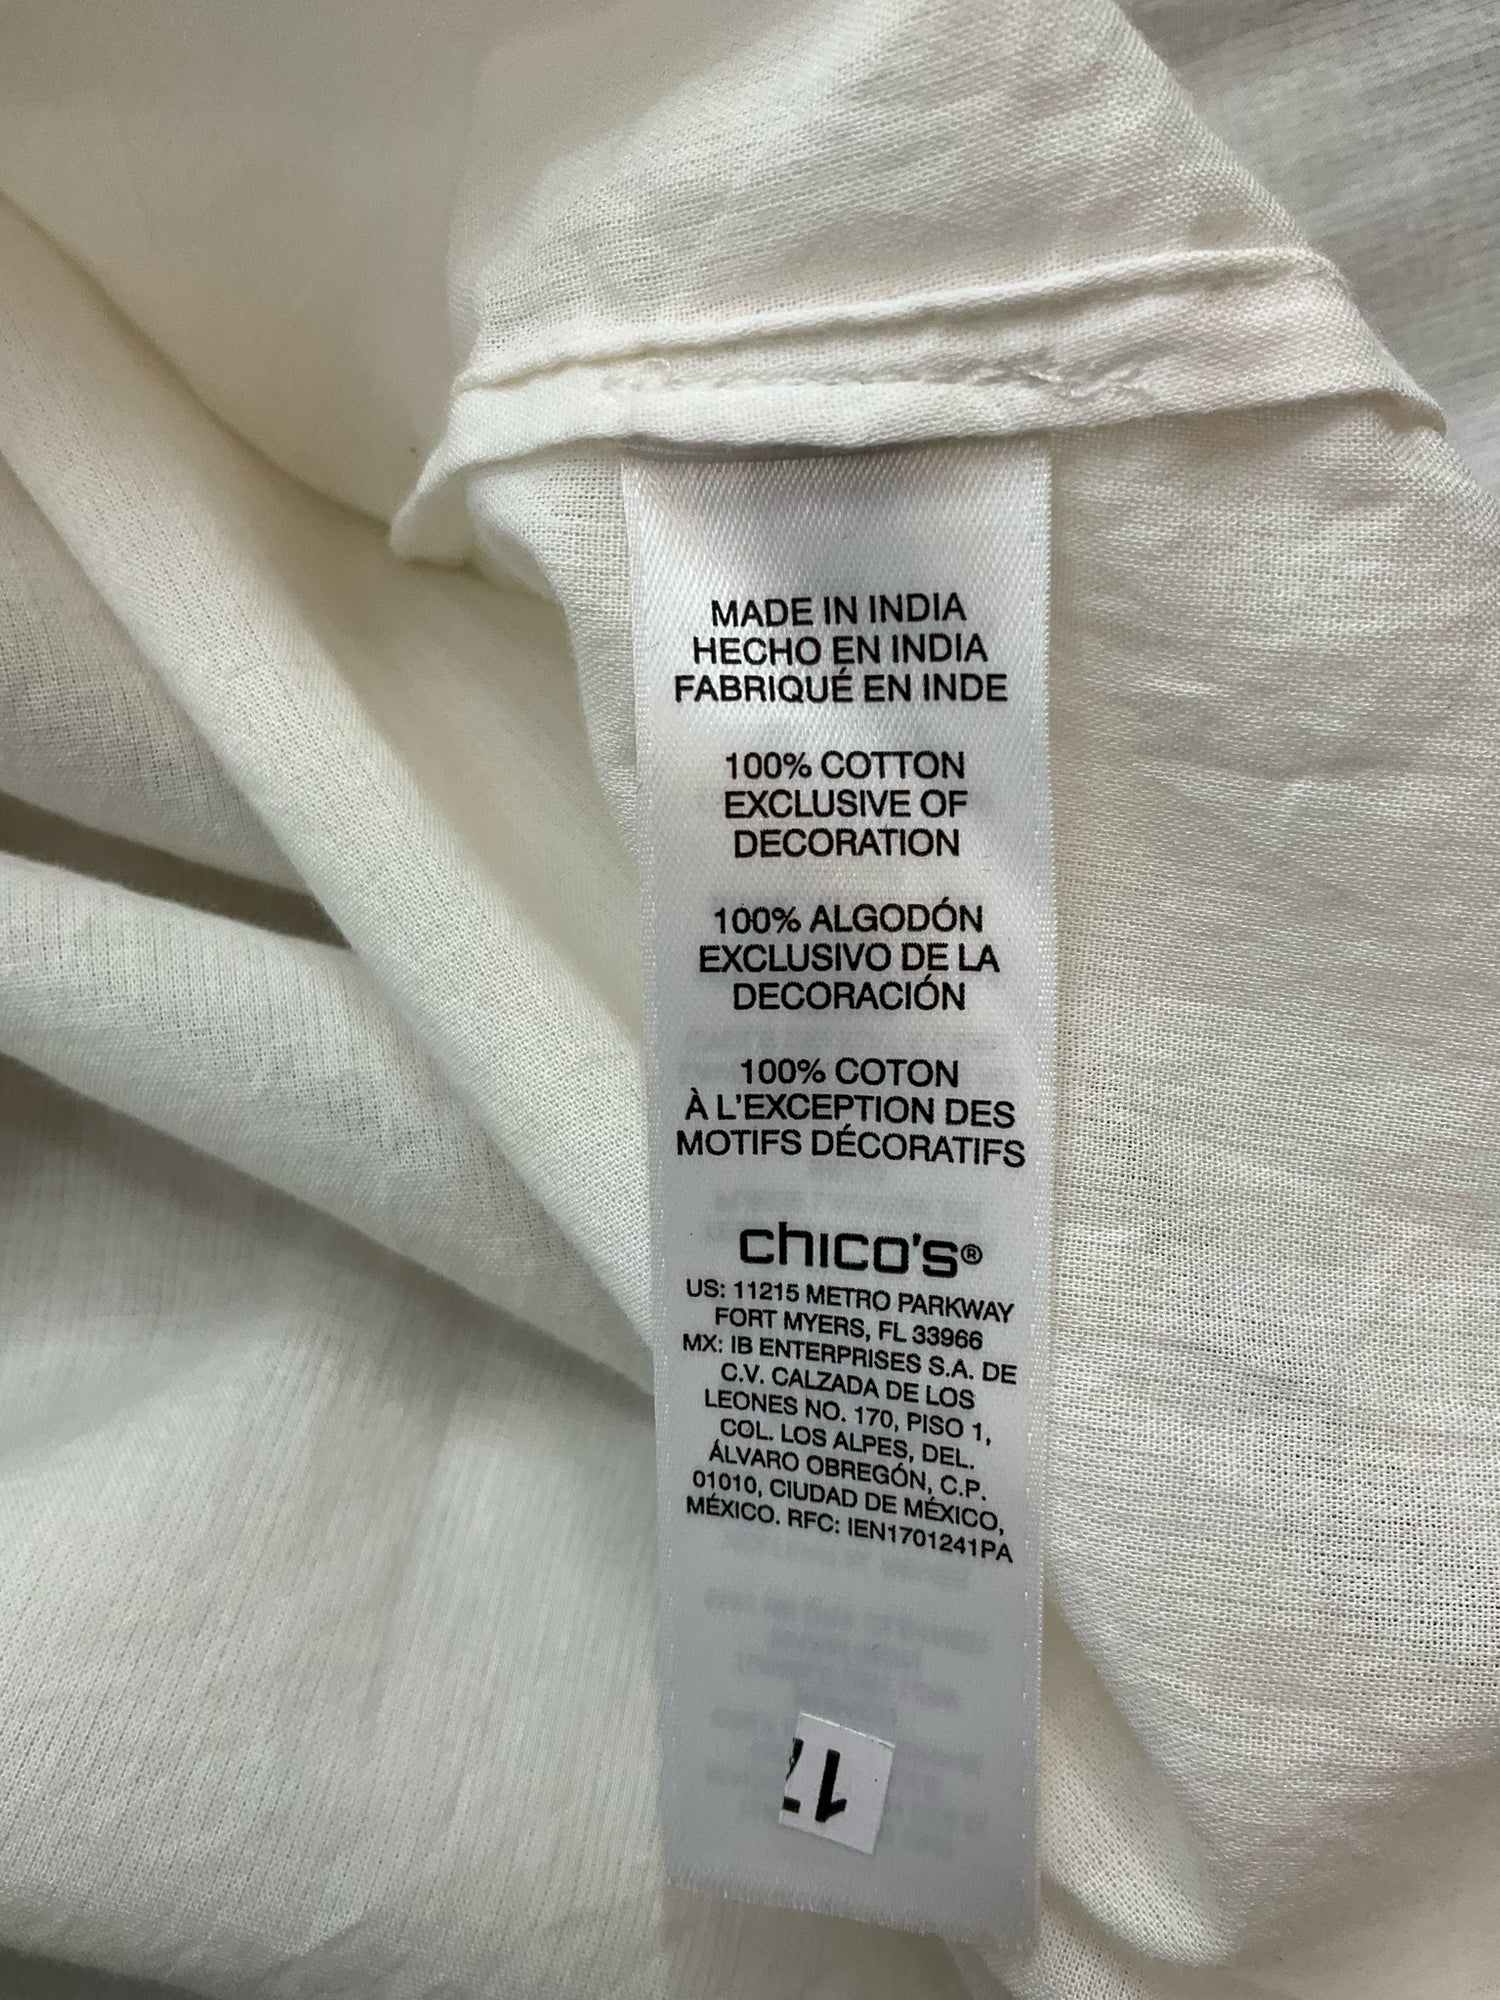 MADE IN INDIA
HECHO EN INDIA
FABRIQUÉ EN INDE
100% COTTON
EXCLUSIVE OF
DECORATION
100% ALGODÓN
EXCLUSIVO DE LA
DECORACIÓN
100% COTON
À L'EXCEPTION DES
MOTIFS DÉCORATIFS
chico's®
US: 11215 METRO PARKWAY
FORT MYERS, FL 33966
MX: IB ENTERPRISES S.A. DE
C.V. CALZADA DE LOS
LEONES NO. 170, PISO 1,
COL. LOS ALPES, DEL.
ÁLVARO OBREGÓN, C.P.
01010, CIUDAD DE MÉXICO,
MÉXICO. RFC: IEN1701241PA
1